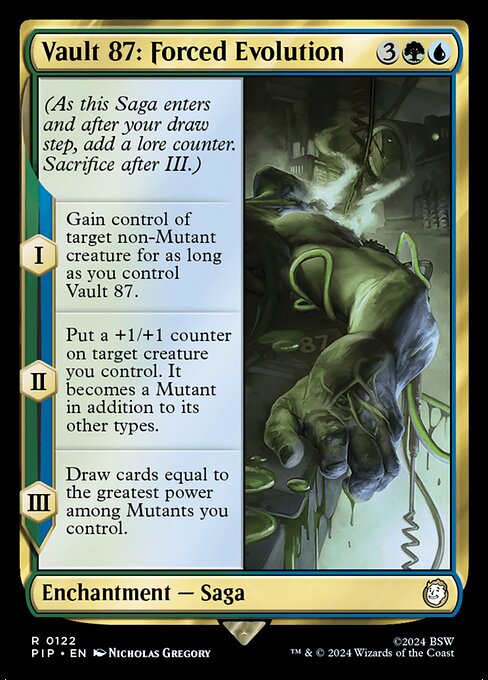 Vault 87: Forced Evolution 3
(As this Saga enters
and after your draw
step, add a lore counter.
Sacrifice after III.)
I
Gain control of
target non-Mutant
creature for as long
as you control
Vault 87.
87
II
Put a +1/+1 counter
on target creature
you control. It
becomes a Mutant
in addition to its
other types.
III
Draw cards equal to
the greatest power
among Mutants you
control.
Enchantment — Saga
R 0122
PIP • EN Nicholas Gregory
©2024 BSW
™ & © 2024 Wizards of the Coast